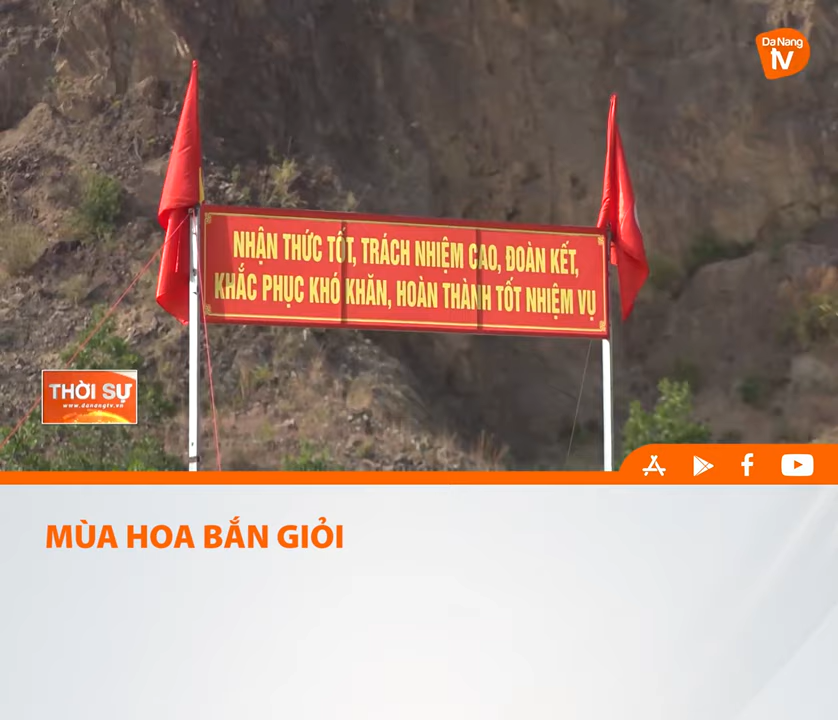 Da Nang
tv
NHẬN THỨC TỐT, TRÁCH NHIỆM CAO, ĐOÀN KẾT,
KHẮC PHỤC KHÓ KHĂN, HOÀN THÀNH TỐT NHIỆM VỤ
THỜI SỰ
www.danangtv.vn
MÙA HOA BẮN GIỎI